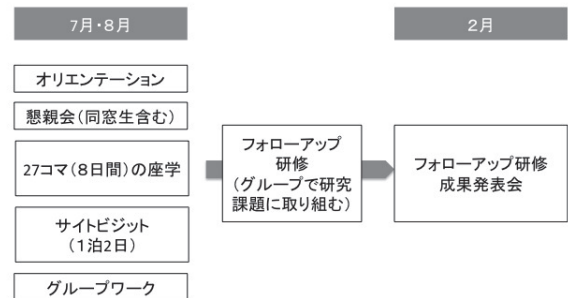 7月・8月
2月
オリエンテーション
懇親会(同窓生含む)
27コマ(8日間)の座学
サイトビジット
(1泊2日)
グループワーク
フォローアップ
研修
(グループで研究
課題に取り組む)
フォローアップ研修
成果発表会